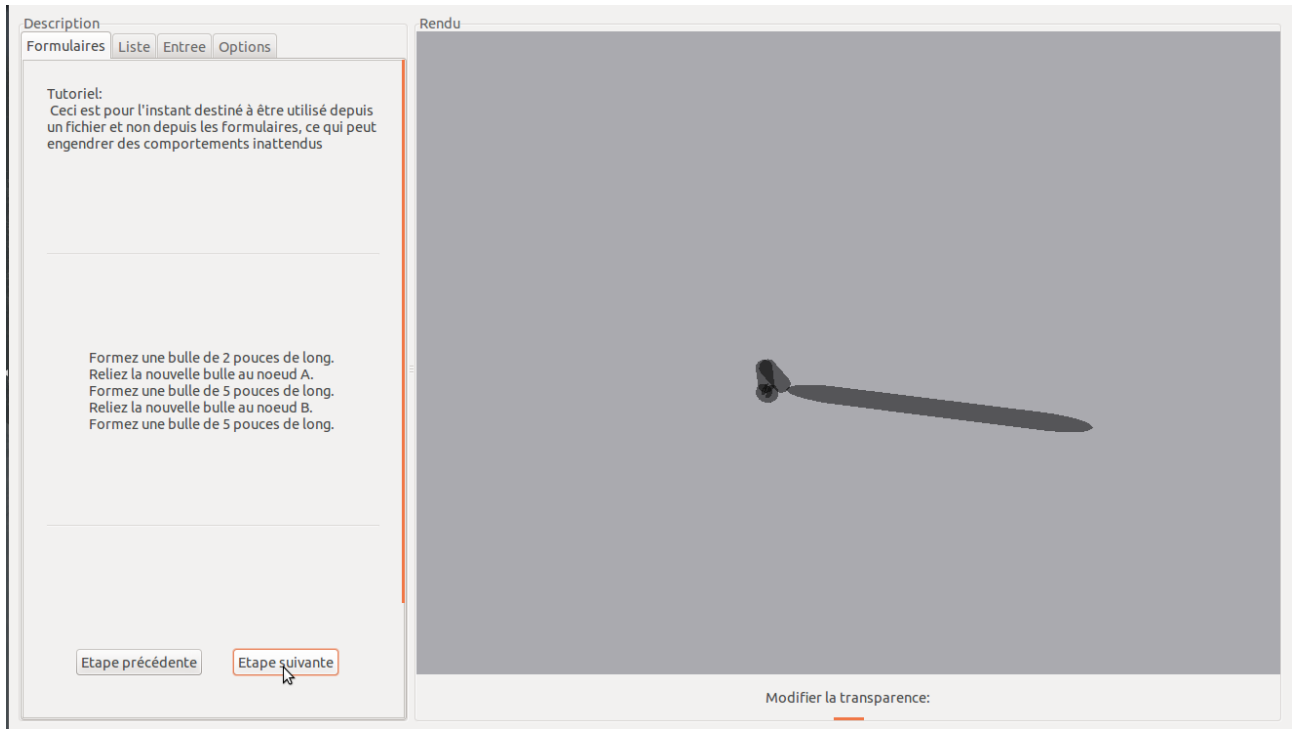 Description
Formulaires Liste Entree Options
Tutoriel:
Ceci est pour l'instant destiné à être utilisé depuis
un fichier et non depuis les formulaires, ce qui peut
engendrer des comportements inattendus
Formez une bulle de 2 pouces de long.
Reliez la nouvelle bulle au noeud A.
Formez une bulle de 5 pouces de long.
Reliez la nouvelle bulle au noeud B.
Formez une bulle de 5 pouces de long.
Etape précédente Etape suivante
Rendu
Modifier la transparence: